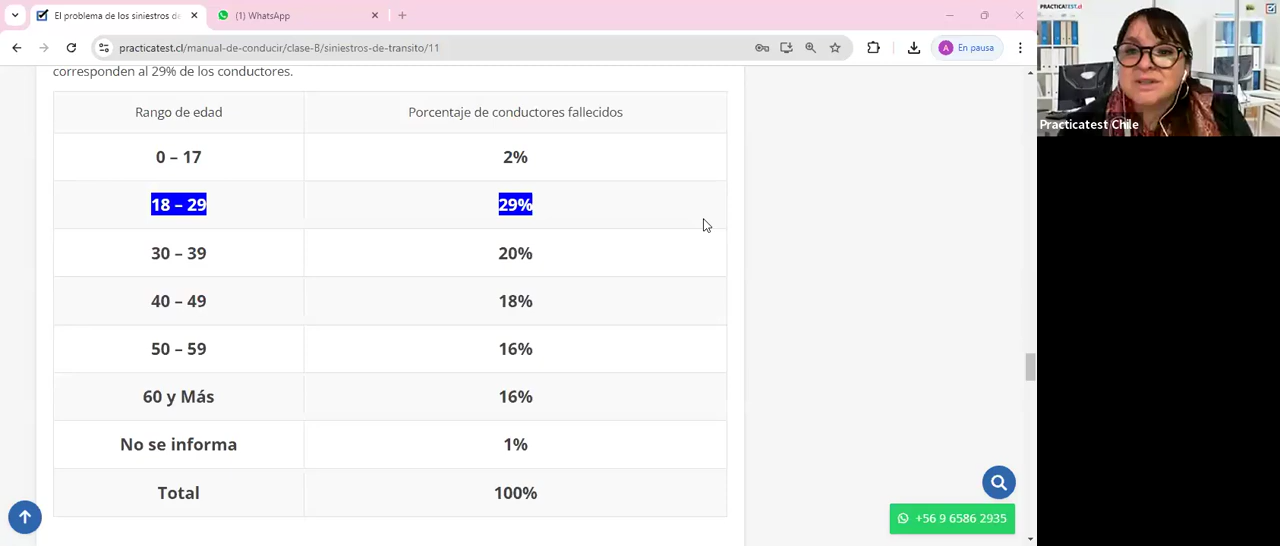 El problema de los siniestros de
(1) WhatsApp
practicatest.cl/manual-de-conducir/clase-B/siniestros-de-transito/11
A
En pausa
PRACTICATEST.cl
Practicatest Chile
corresponden al 29% de los conductores.
Rango de edad Porcentaje de conductores fallecidos
0 – 17 2%
18 – 29 29%
30 – 39 20%
40 – 49 18%
50 – 59 16%
60 y Más 16%
No se informa 1%
Total 100%
+56 9 6586 2935